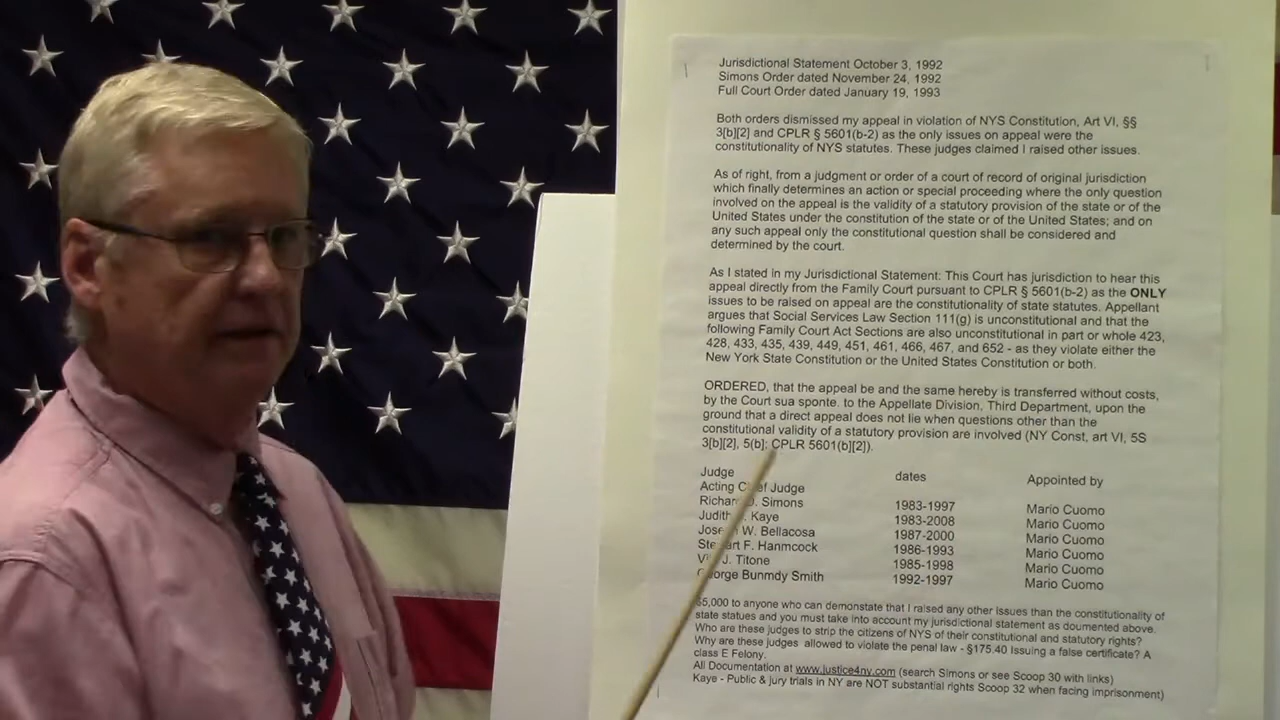 Jurisdictional Statement October 3, 1992
Simons Order dated November 24, 1992
Full Court Order dated January 19, 1993
Both orders dismissed my appeal in violation of NYS Constitution, Art VI, §§
3[b][2] and CPLR § 5601(b-2) as the only issues on appeal were the
constitutionality of NYS statutes. These judges claimed I raised other issues.
As of right, from a judgment or order of a court of record of original jurisdiction
which finally determines an action or special proceeding where the only question
involved on the appeal is the validity of a statutory provision of the state or of the
United States under the constitution of the state or of the United States; and on
any such appeal only the constitutional question shall be considered and
determined by the court.
As I stated in my Jurisdictional Statement: This Court has jurisdiction to hear this
appeal directly from the Family Court pursuant to CPLR § 5601(b-2) as the ONLY
issues to be raised on appeal are the constitutionality of state statutes. Appellant
argues that Social Services Law Section 111(g) is unconstitutional and that the
following Family Court Act Sections are also unconstitutional in part or whole 423,
428, 433, 435, 439, 449, 451, 461, 466, 467, and 652 - as they violate either the
New York State Constitution or the United States Constitution or both.
ORDERED, that the appeal be and the same hereby is transferred without costs,
by the Court sua sponte. to the Appellate Division, Third Department, upon the
ground that a direct appeal does not lie when questions other than the
constitutional validity of a statutory provision are involved (NY Const, art VI, 5S
3[b][2], 5(b]; CPLR 5601(b][2]).
Judge dates Appointed by
Acting Chief Judge
Richard D. Simons 1983-1997 Mario Cuomo
Judith Kaye 1983-2008 Mario Cuomo
Joseph W. Bellacosa 1987-2000 Mario Cuomo
Stewart F. Hanmcock 1986-1993 Mario Cuomo
Vito J. Titone 1985-1998 Mario Cuomo
George Bunmdy Smith 1992-1997 Mario Cuomo
$5,000 to anyone who can demonstate that I raised any other issues than the constitutionality of
state statues and you must take into account my jurisdictional statement as doumented above.
Who are these judges to strip the citizens of NYS of their constitutional and statutory rights?
Why are these judges allowed to violate the penal law - §175.40 Issuing a false certificate? A
class E Felony.
All Documentation at www.justice4ny.com (search Simons or see Scoop 30 with links)
Kaye - Public & jury trials in NY are NOT substantial rights Scoop 32 when facing imprisonment)